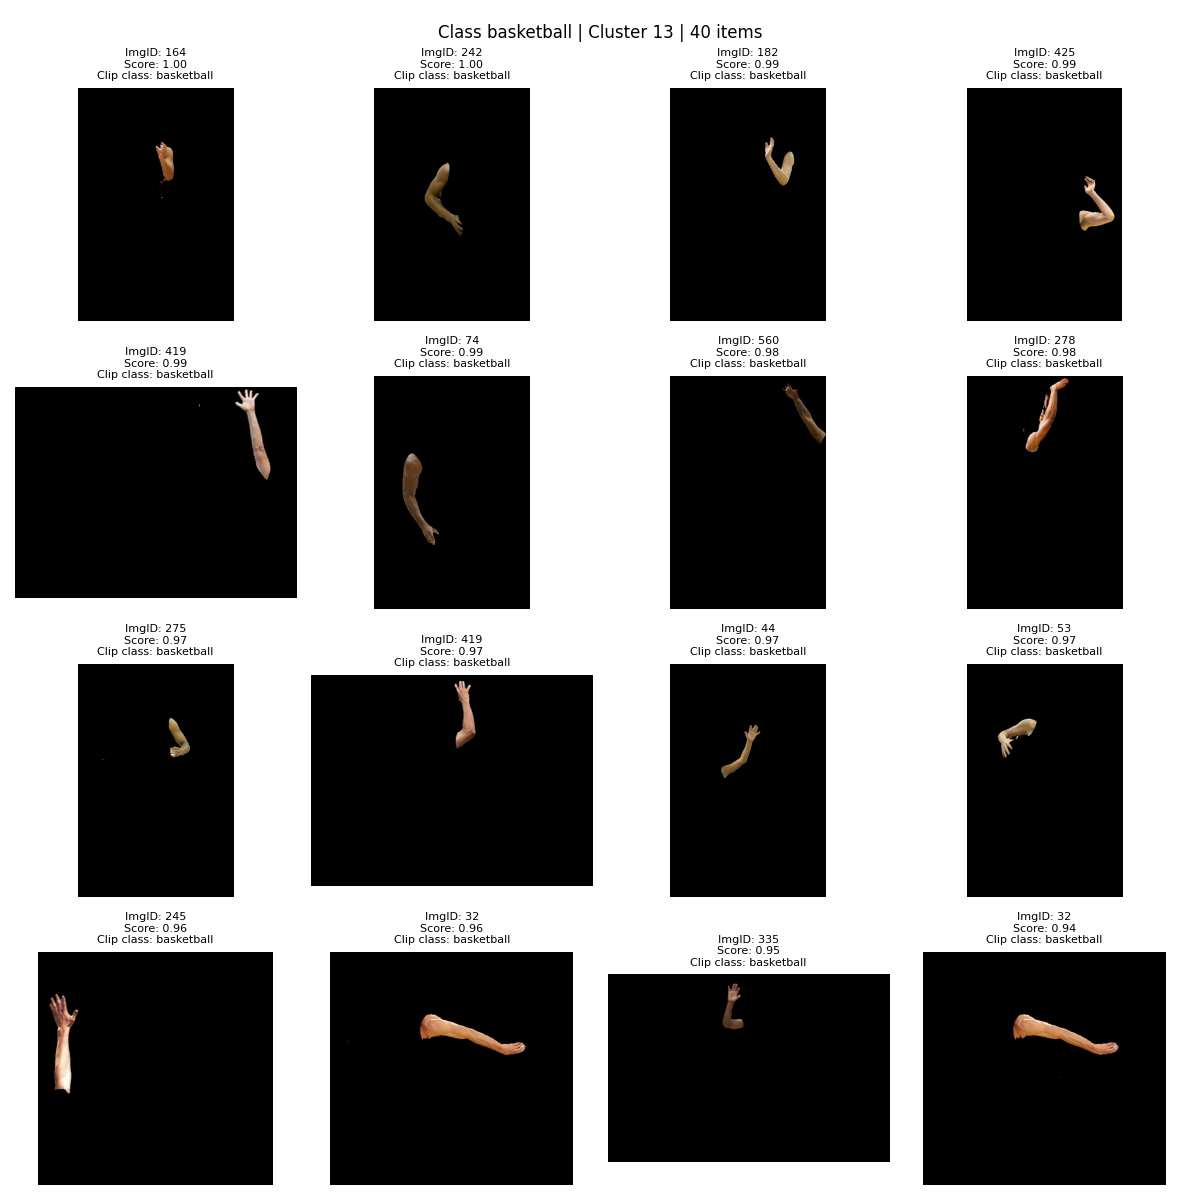 Class basketball | Cluster 13 | 40 items
ImgID: 164
Score: 1.00
Clip class: basketball
ImgID: 242
Score: 1.00
Clip class: basketball
ImgID: 182
Score: 0.99
Clip class: basketball
ImgID: 425
Score: 0.99
Clip class: basketball
ImgID: 419
Score: 0.99
Clip class: basketball
ImgID: 74
Score: 0.99
Clip class: basketball
ImgID: 560
Score: 0.98
Clip class: basketball
ImgID: 278
Score: 0.98
Clip class: basketball
ImgID: 275
Score: 0.97
Clip class: basketball
ImgID: 419
Score: 0.97
Clip class: basketball
ImgID: 44
Score: 0.97
Clip class: basketball
ImgID: 53
Score: 0.97
Clip class: basketball
ImgID: 245
Score: 0.96
Clip class: basketball
ImgID: 32
Score: 0.96
Clip class: basketball
ImgID: 335
Score: 0.95
Clip class: basketball
ImgID: 32
Score: 0.94
Clip class: basketball